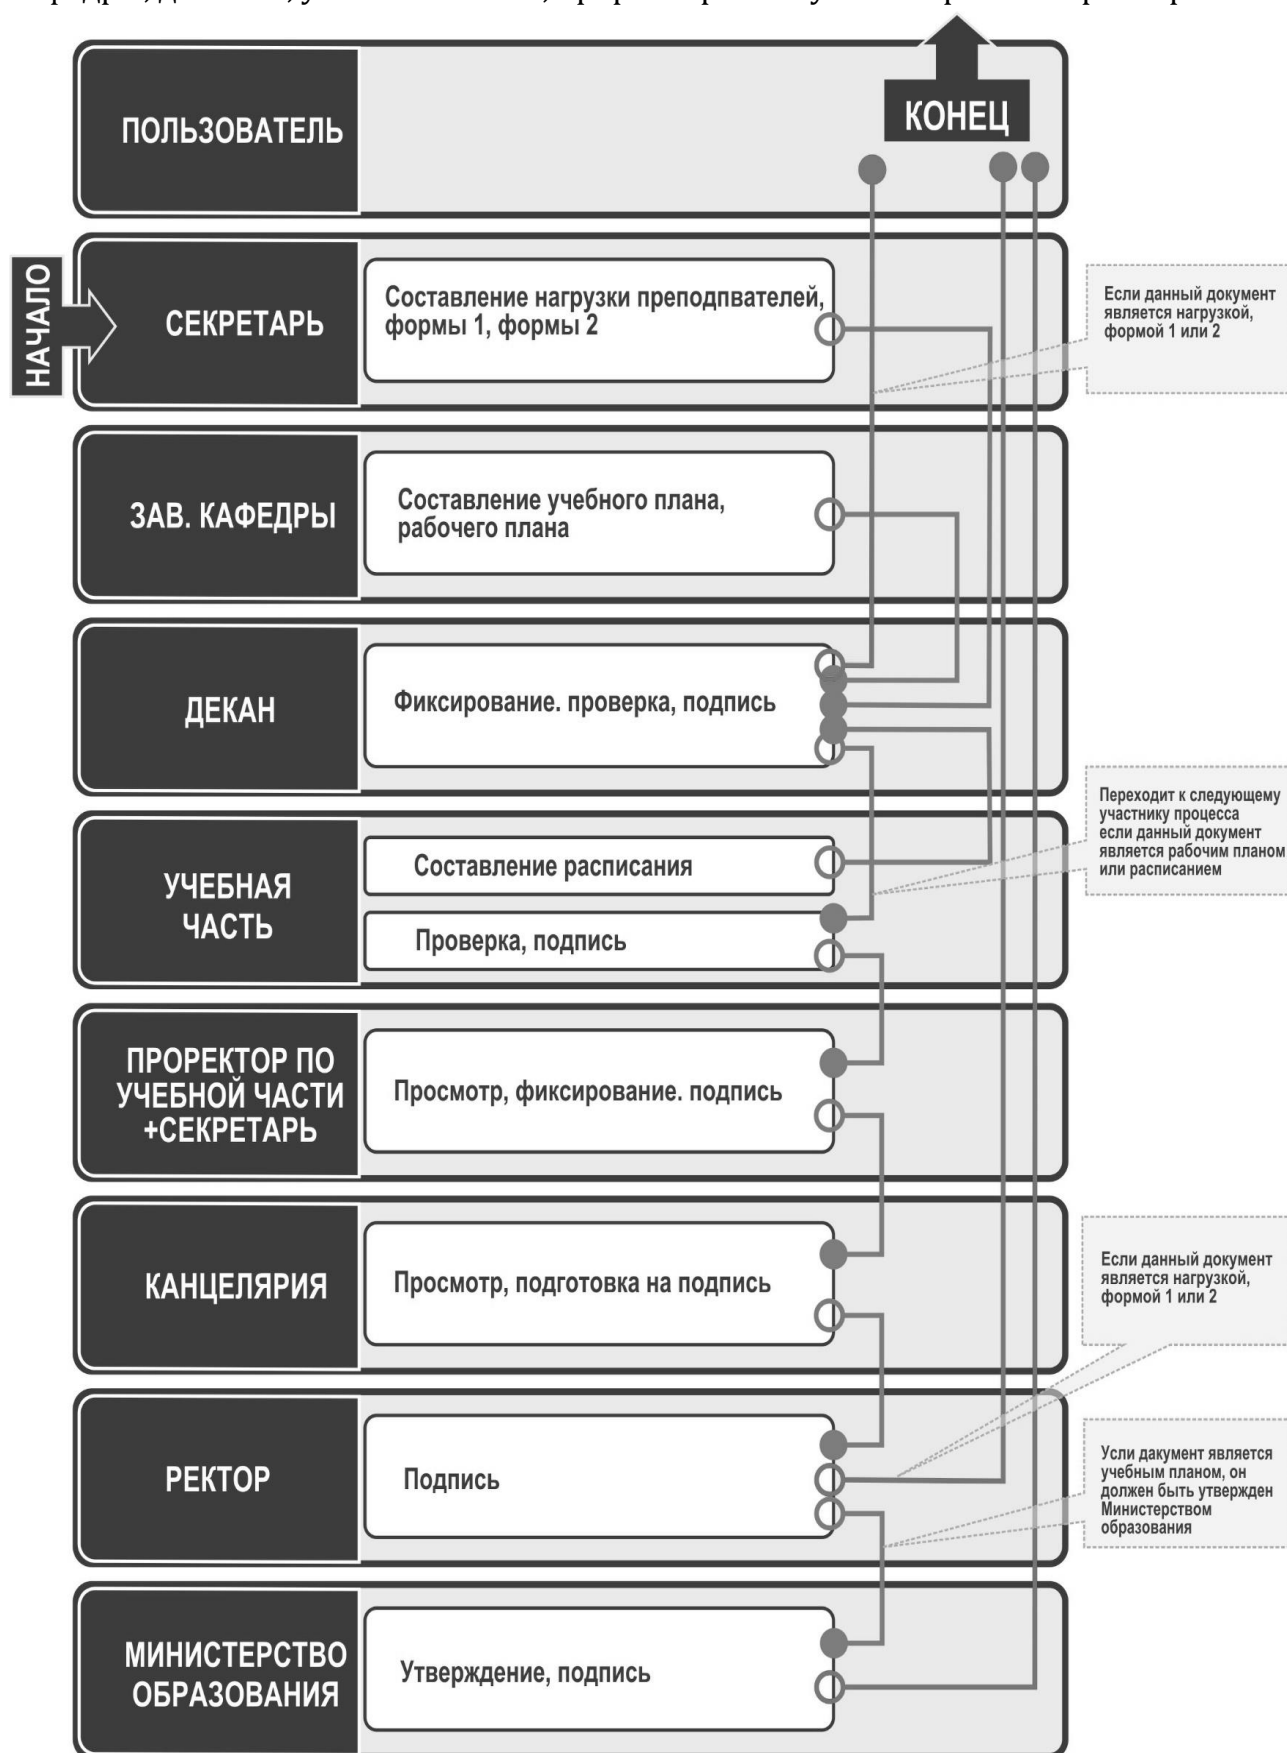 КОНЕЦ
ПОЛЬЗОВАТЕЛЬ
НАЧАЛО
СЕКРЕТАРЬ
Составление нагрузки преподпвателей,
формы 1, формы 2
Если данный документ
является нагрузкой,
формой 1 или 2
ЗАВ. КАФЕДРЫ
Составление учебного плана,
рабочего плана
ДЕКАН
Фиксирование. проверка, подпись
Переходит к следующему
участнику процесса
если данный документ
является рабочим планом
или расписанием
УЧЕБНАЯ
ЧАСТЬ
Составление расписания
Проверка, подпись
ПРОРЕКТОР ПО
УЧЕБНОЙ ЧАСТИ
+СЕКРЕТАРЬ
Просмотр, фиксирование. подпись
КАНЦЕЛЯРИЯ
Просмотр, подготовка на подпись
Если данный документ
является нагрузкой,
формой 1 или 2
РЕКТОР
Подпись
Усли дакумент является
учебным планом, он
должен быть утвержден
Министерством
образования
МИНИСТЕРСТВО
ОБРАЗОВАНИЯ
Утверждение, подпись